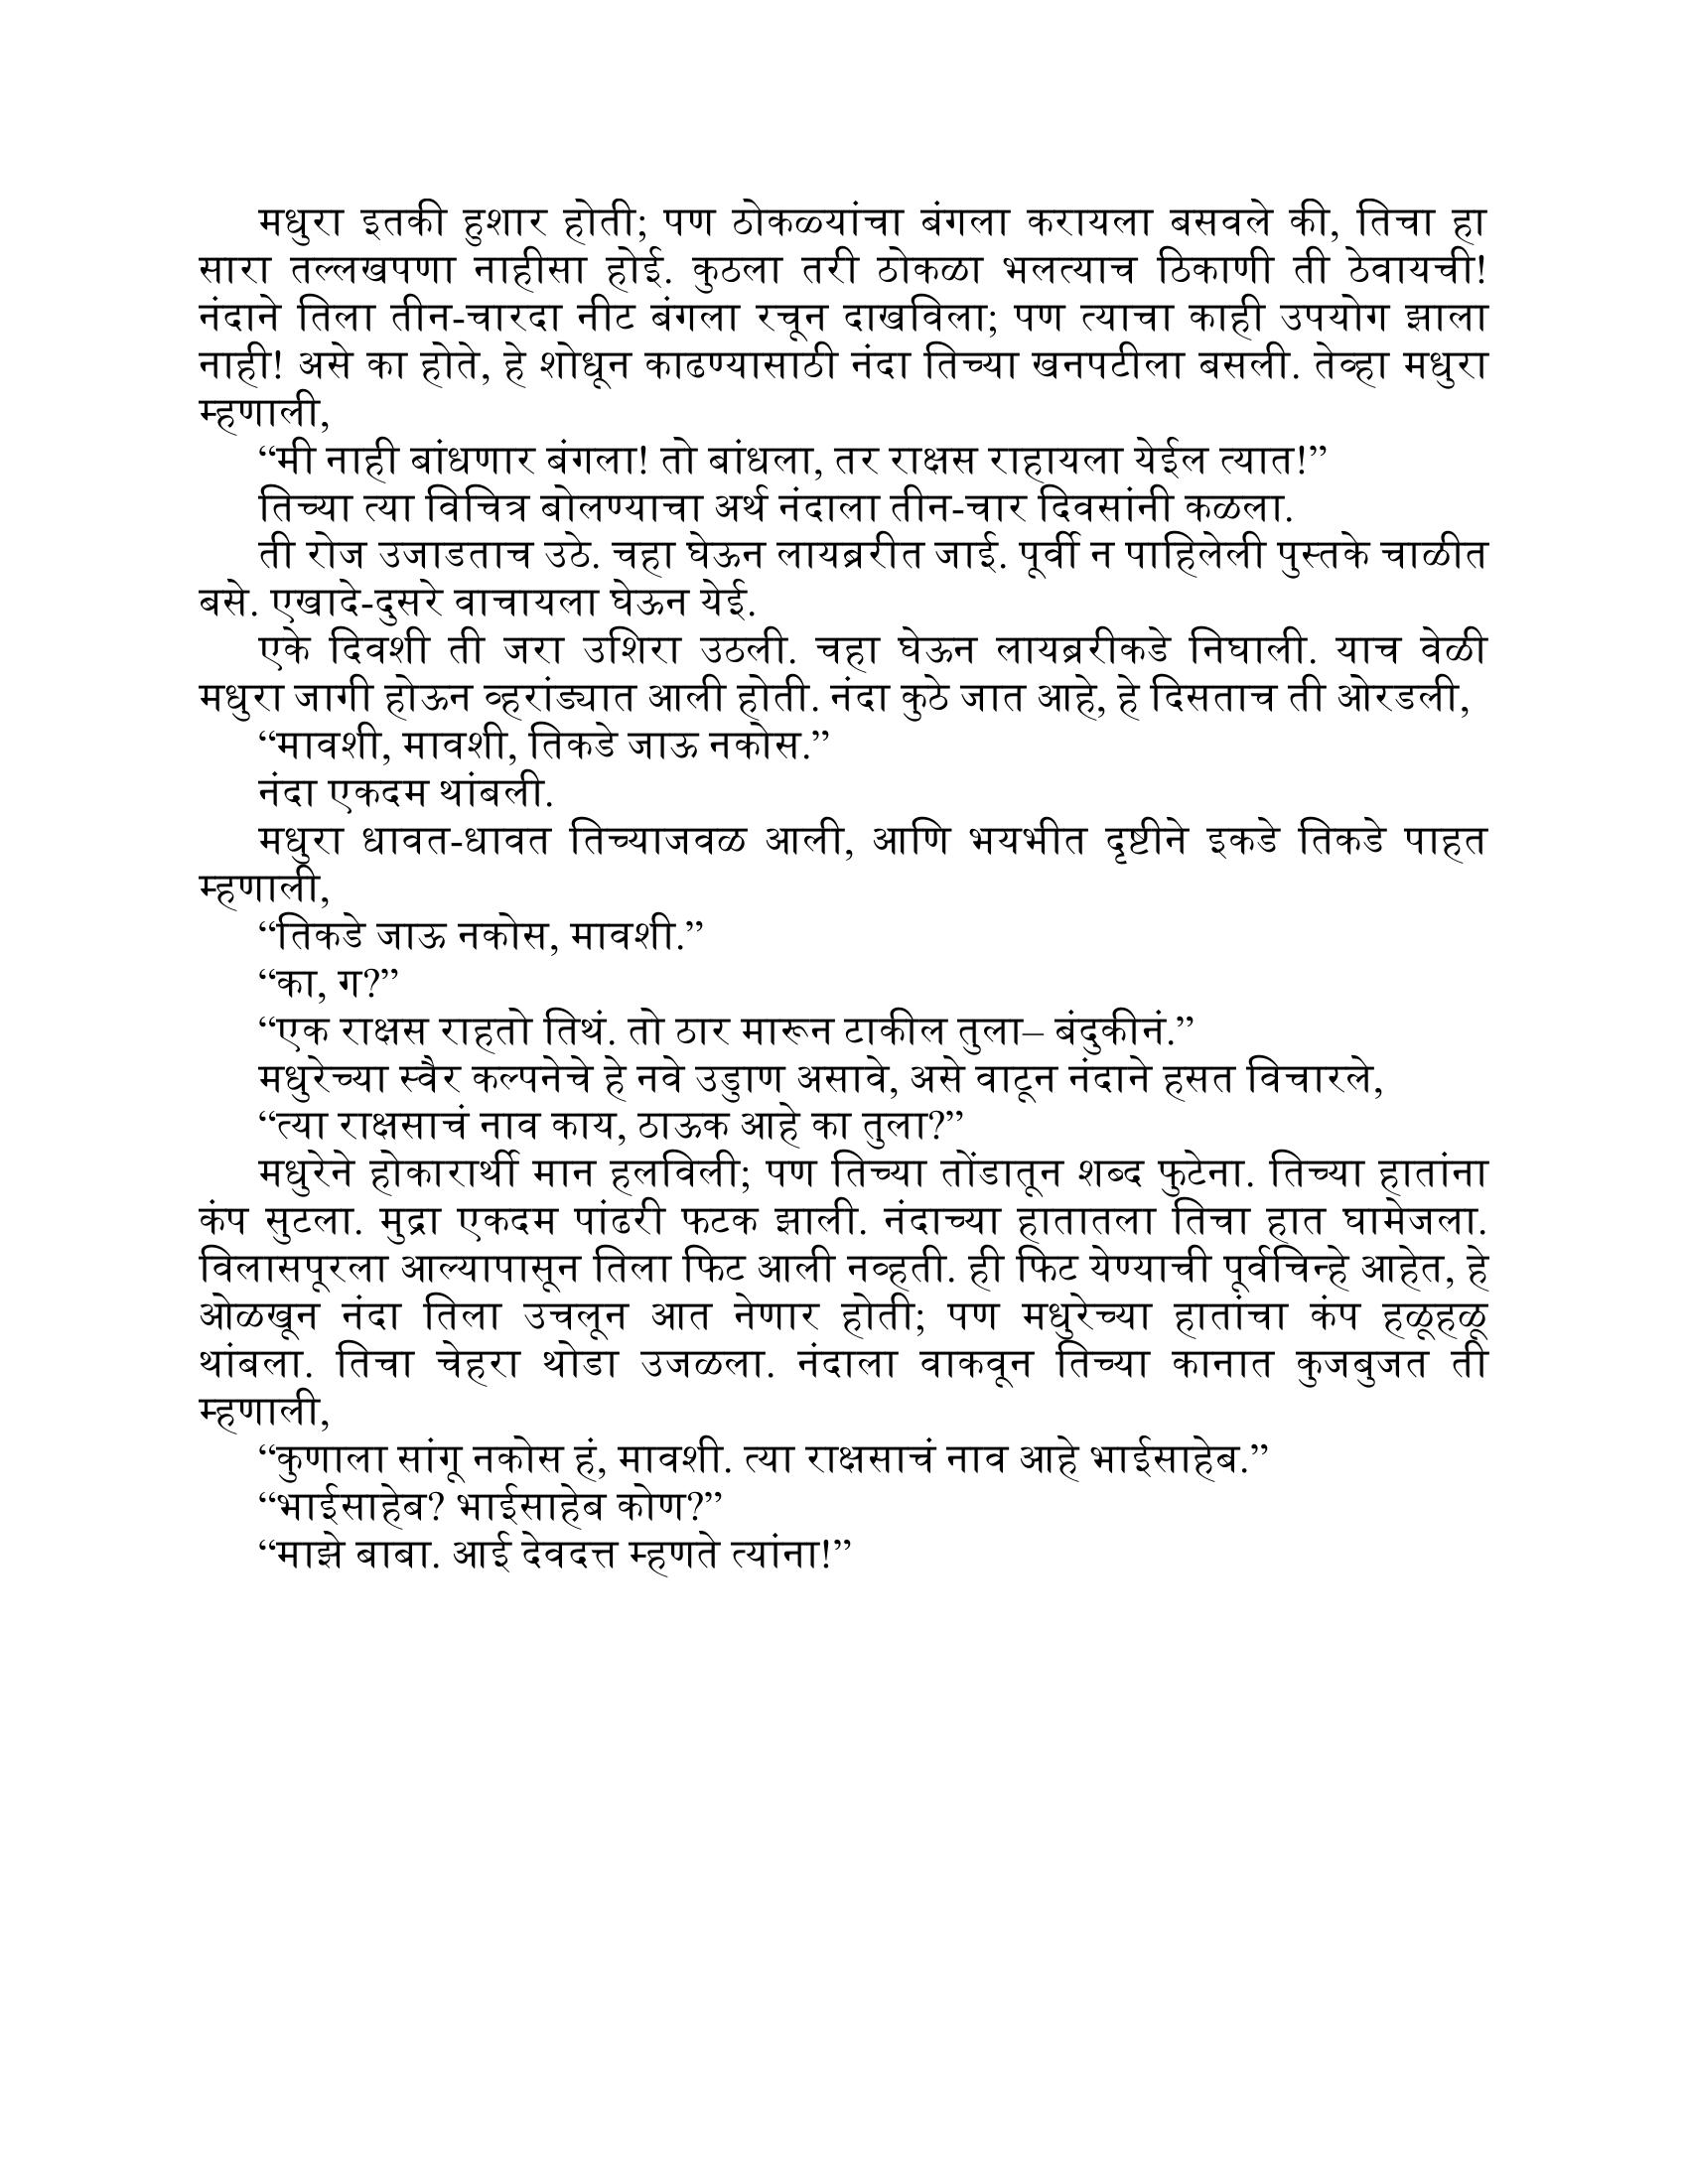 मधुरा इतकी हुशार होती; पण ठोकळ्यांचा बंगला करायला बसवले की, तिचा हा
सारा तल्लखपणा नाहीसा होई. कुठला तरी ठोकळा भलत्याच ठिकाणी ती ठेवायची!
नंदाने तिला तीन-चारदा नीट बंगला रचून दाखविला; पण त्याचा काही उपयोग झाला
नाही! असे का होते, हे शोधून काढण्यासाठी नंदा तिच्या खनपटीला बसली. तेव्हा मधुरा
म्हणाली,
“मी नाही बांधणार बंगला! तो बांधला, तर राक्षस राहायला येईल त्यात!”
तिच्या त्या विचित्र बोलण्याचा अर्थ नंदाला तीन-चार दिवसांनी कळला.
ती रोज उजाडताच उठे. चहा घेऊन लायब्ररीत जाई. पूर्वी न पाहिलेली पुस्तके चाळीत
बसे. एखादे-दुसरे वाचायला घेऊन येई.
एके दिवशी ती जरा उशिरा उठली. चहा घेऊन लायब्ररीकडे निघाली. याच वेळी
मधुरा जागी होऊन व्हरांड्यात आली होती. नंदा कुठे जात आहे, हे दिसताच ती ओरडली,
“मावशी, मावशी, तिकडे जाऊ नकोस.”
नंदा एकदम थांबली.
मधुरा धावत-धावत तिच्याजवळ आली, आणि भयभीत दृष्टीने इकडे तिकडे पाहत
म्हणाली,
“तिकडे जाऊ नकोस, मावशी.”
“का, ग?”
“एक राक्षस राहतो तिथं. तो ठार मारून टाकील तुला– बंदुकीनं.”
मधुरेच्या स्वैर कल्पनेचे हे नवे उड्डाण असावे, असे वाटून नंदाने हसत विचारले,
“त्या राक्षसाचं नाव काय, ठाऊक आहे का तुला?”
मधुरेने होकारार्थी मान हलविली; पण तिच्या तोंडातून शब्द फुटेना. तिच्या हातांना
कंप सुटला. मुद्रा एकदम पांढरी फटक झाली. नंदाच्या हातातला तिचा हात घामेजला.
विलासपूरला आल्यापासून तिला फिट आली नव्हती. ही फिट येण्याची पूर्वचिन्हे आहेत, हे
ओळखून नंदा तिला उचलून आत नेणार होती; पण मधुरेच्या हातांचा कंप हळूहळू
थांबला. तिचा चेहरा थोडा उजळला. नंदाला वाकवून तिच्या कानात कुजबुजत ती
म्हणाली,
“कुणाला सांगू नकोस हं, मावशी. त्या राक्षसाचं नाव आहे भाईसाहेब.”
“भाईसाहेब? भाईसाहेब कोण?”
“माझे बाबा. आई देवदत्त म्हणते त्यांना!”